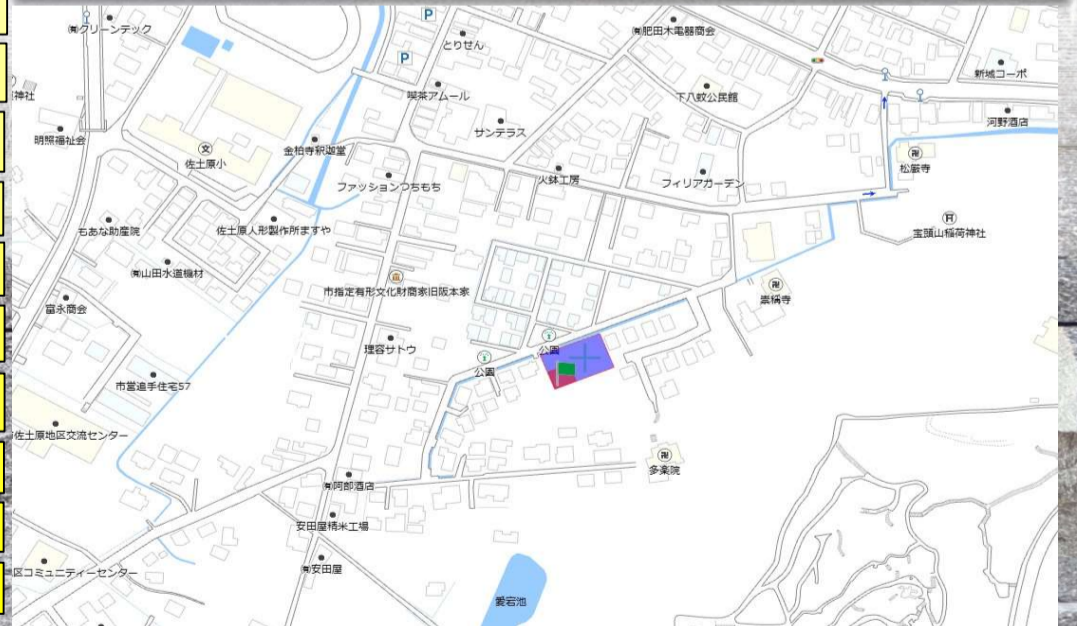 ㈲グリーンテック
P
とりせん
㈲肥田木電器商会
P
新城コーポ
喫茶アムール
下八蚊公民館
神社
河野酒店
明照福祉会
サンテラス
文
佐土原小
金柏寺釈迦堂
卍
松巌寺
ファッションつちもち
火鉢工房
フィリアガーデン
もあな助産院
佐土原人形製作所ますや
宝頭山稲荷神社
㈲山田水道機材
市指定有形文化財商家旧阪本家
卍
崇称寺
富永商会
理容サトウ
公園
公園
市営追手住宅57
佐土原地区交流センター
卍
多楽院
㈲阿郎酒店
安田屋精米工場
㈲安田屋
区コミュニティーセンター
愛宕池